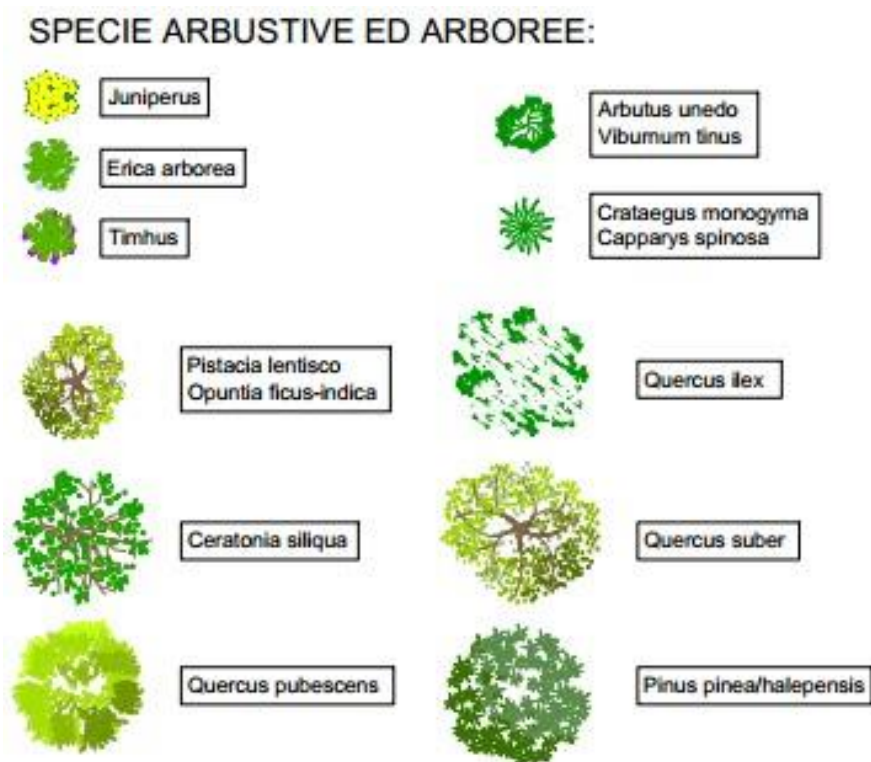 SPECIE ARBUSTIVE ED ARBOREE:
Juniperus
Erica arborea
Timhus
Arbutus unedo
Viburnum tinus
Crataegus monogyma
Capparys spinosa
Pistacia lentisco
Opuntia ficus-indica
Quercus ilex
Ceratonia siliqua
Quercus suber
Quercus pubescens
Pinus pinea/halepensis